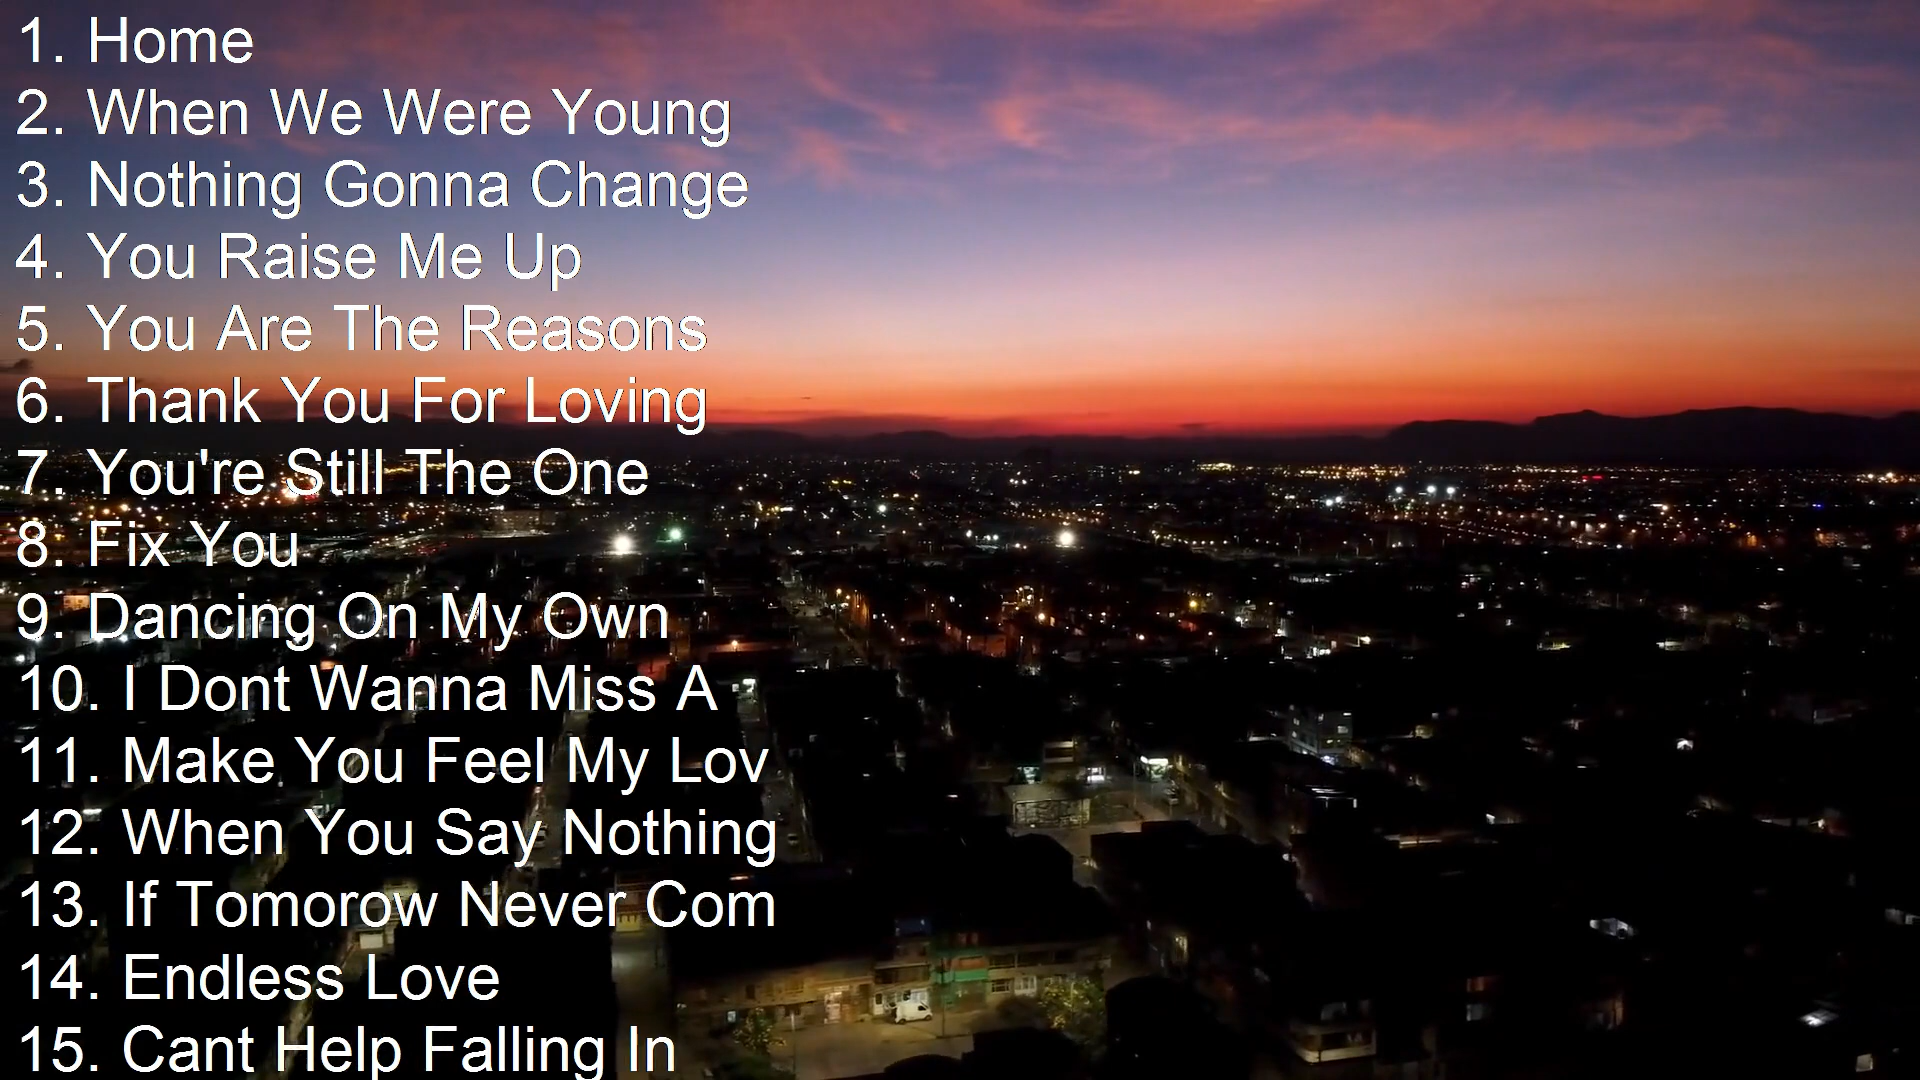 1. Home
2. When We Were Young
3. Nothing Gonna Change
4. You Raise Me Up
5. You Are The Reasons
6. Thank You For Loving
7. You're Still The One
8. Fix You
9. Dancing On My Own
10. I Dont Wanna Miss A
11. Make You Feel My Lov
12. When You Say Nothing
13. If Tomorow Never Com
14. Endless Love
15. Cant Help Falling In